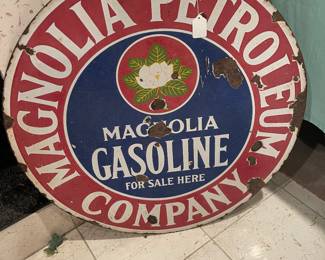 MAGNOLIA PETROLEUM
COMPANY
MAGNOLIA
GASOLINE
FOR SALE HERE